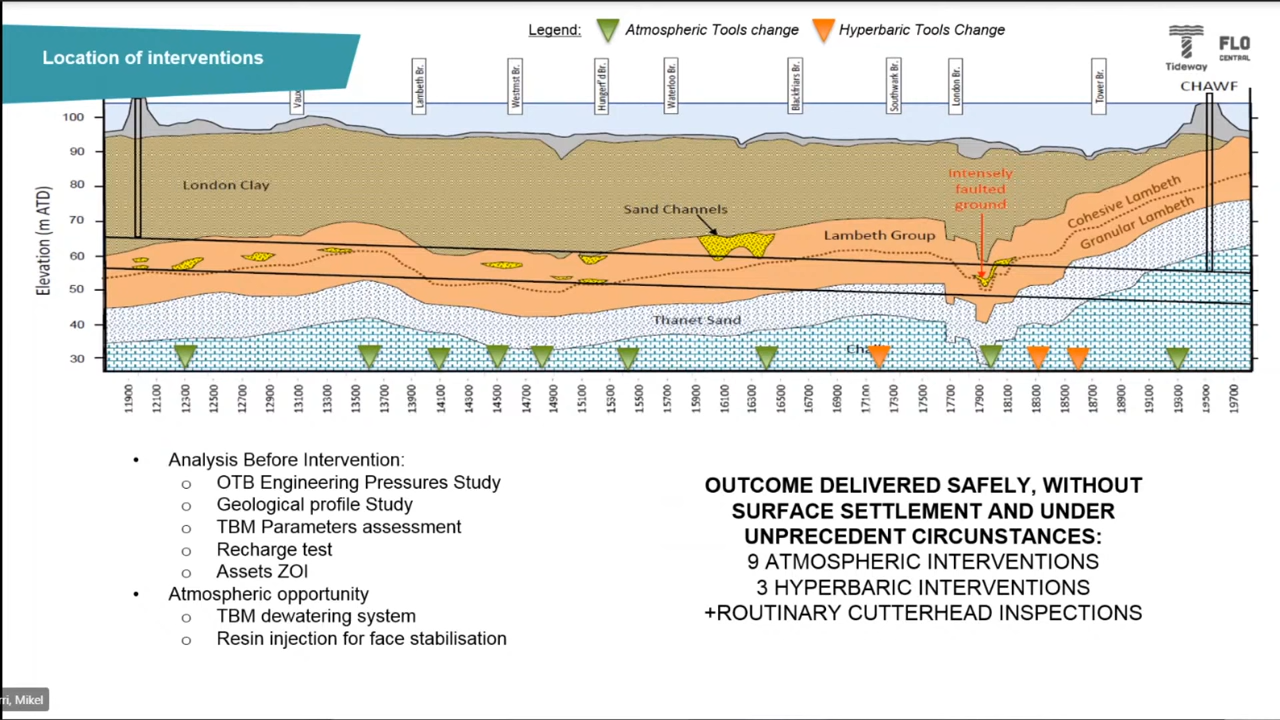 Legend: Atmospheric Tools change Hyperbaric Tools Change
Location of interventions
Tideway
FLO
CENTRAL
CHAWF
Lambeth Br.
Westmst Br.
Hungerf'd Br.
Waterloo Br.
Blackfriars Br.
Southwark Br.
London Br.
Tower Br.
Elevation (m ATD)
100
90
80
70
60
50
40
30
London Clay
Sand Channels
Intensely
faulted
ground
Lambeth Group
Cohesive Lambeth
Granular Lambeth
Thanet Sand
11900 12100 12300 12500 12700 12900 13100 13300 13500 13700 13900 14100 14300 14500 14700 14900 15100 15300 15500 15700 15900 16100 16300 16500 16700 16900 17100 17300 17500 17700 17900 18100 18300 18500 18700 18900 19100 19300 19500 19700
• Analysis Before Intervention:
o OTB Engineering Pressures Study
o Geological profile Study
o TBM Parameters assessment
o Recharge test
o Assets ZOI
• Atmospheric opportunity
o TBM dewatering system
o Resin injection for face stabilisation
OUTCOME DELIVERED SAFELY, WITHOUT
SURFACE SETTLEMENT AND UNDER
UNPRECEDENT CIRCUMSTANCES:
9 ATMOSPHERIC INTERVENTIONS
3 HYPERBARIC INTERVENTIONS
+ROUTINARY CUTTERHEAD INSPECTIONS
rri, Mikel